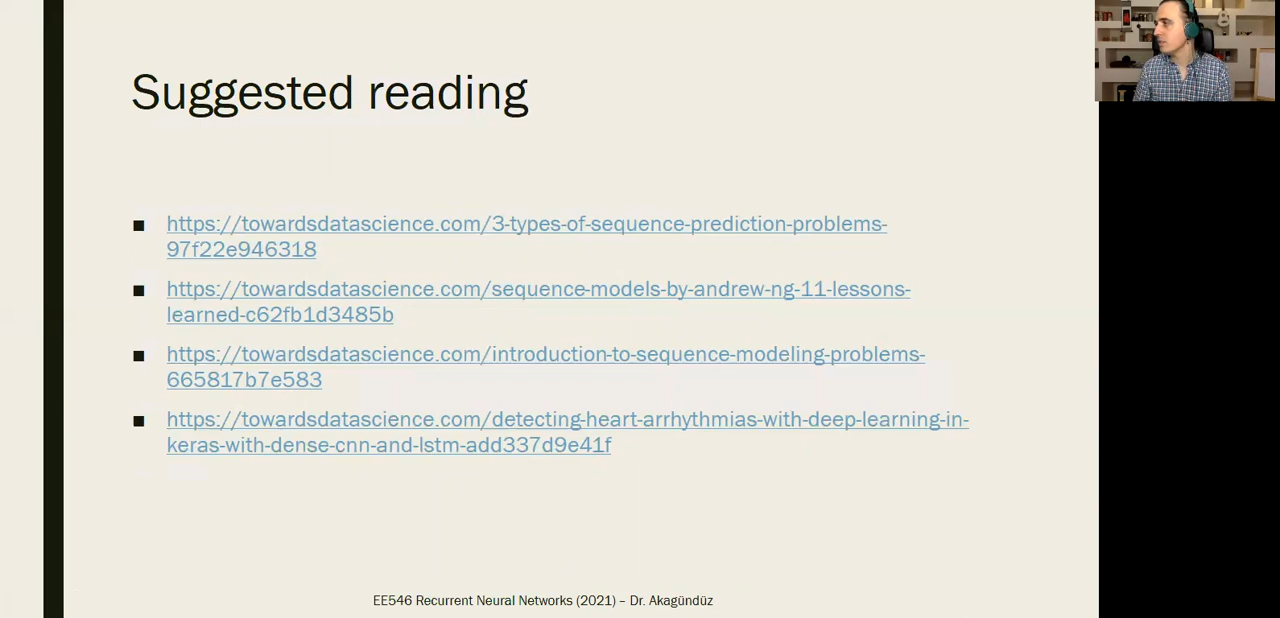 Suggested reading
■ https://towardsdatascience.com/3-types-of-sequence-prediction-problems-
97f22e946318
■ https://towardsdatascience.com/sequence-models-by-andrew-ng-11-lessons-
learned-c62fb1d3485b
■ https://towardsdatascience.com/introduction-to-sequence-modeling-problems-
665817b7e583
■ https://towardsdatascience.com/detecting-heart-arrhythmias-with-deep-learning-in-
keras-with-dense-cnn-and-lstm-add337d9e41f
EE546 Recurrent Neural Networks (2021) – Dr. Akagündüz